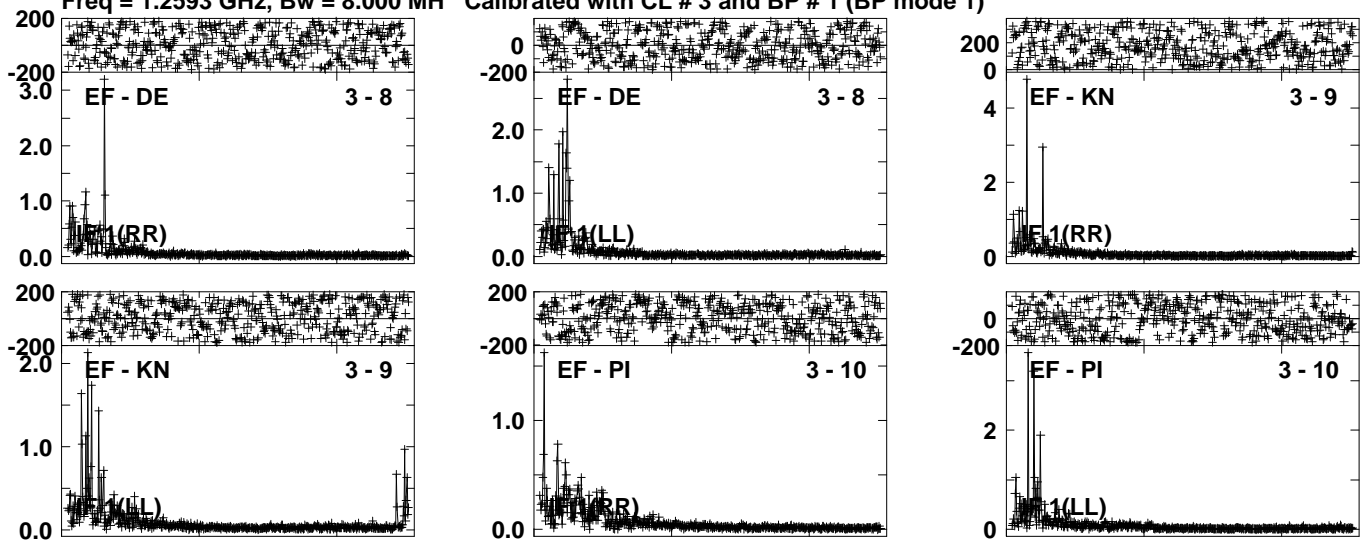 Freq = 1.2593 GHz, Bw = 8.000 MH Calibrated with CL # 3 and BP # 1 (BP mode 1)
200
-200
3.0
2.0
1.0
0.0
EF - DE 3 - 8
IF 1(RR)
0
-200
2.0
1.0
0.0
EF - DE 3 - 8
IF 1(LL)
200
0
4
2
0
EF - KN 3 - 9
IF 1(RR)
200
-200
2.0
1.0
0.0
EF - KN 3 - 9
IF 1(LL)
200
-200
1.0
0.0
EF - PI 3 - 10
IF 1(RR)
0
-200
2
0
EF - PI 3 - 10
IF 1(LL)